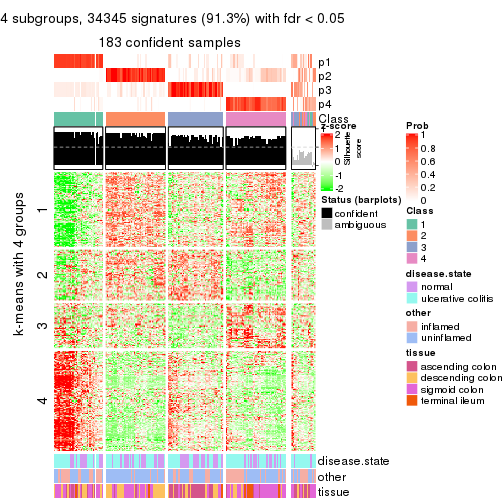 4 subgroups, 34345 signatures (91.3%) with fdr < 0.05
183 confident samples
p1
p2
p3
p4
Class
z-score
2
1
0
-1
-2
1
Silhouette
score
Status (barplots)
confident
ambiguous
Prob
1
0.8
0.6
0.4
0.2
0
Class
1
2
3
4
disease.state
normal
ulcerative colitis
other
inflamed
uninflamed
tissue
ascending colon
descending colon
sigmoid colon
terminal ileum
k-means with 4 groups
1
2
3
4
disease.state
other
tissue